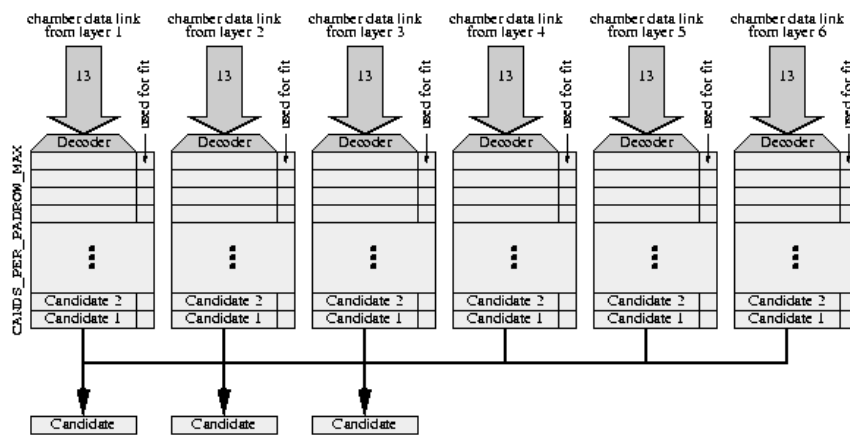 chamber data link
from layer 1
chamber data link
from layer 2
chamber data link
from layer 3
chamber data link
from layer 4
chamber data link
from layer 5
chamber data link
from layer 6
13
used for fit
13
used for fit
13
used for fit
13
used for fit
13
used for fit
13
used for fit
Decoder
Decoder
Decoder
Decoder
Decoder
Decoder
CANDS_PER_PADROW_MAX
Candidate 2
Candidate 2
Candidate 2
Candidate 2
Candidate 2
Candidate 2
Candidate 1
Candidate 1
Candidate 1
Candidate 1
Candidate 1
Candidate 1
Candidate
Candidate
Candidate